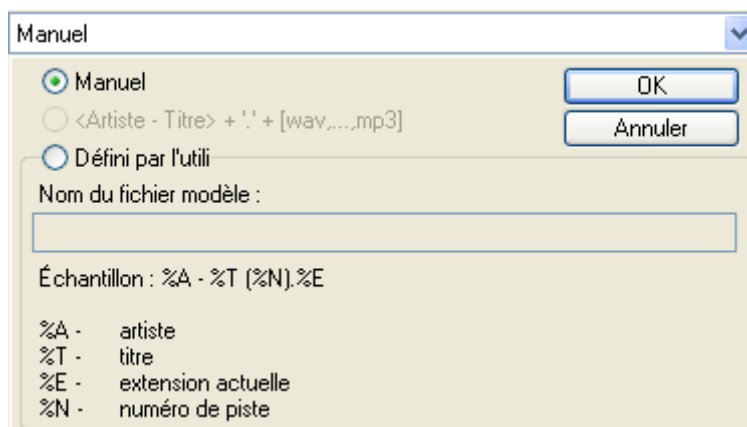 Manuel
Manuel
OK
<Artiste - Titre> + '.' + [wav,...,mp3]
Annuler
Défini par l'utili
Nom du fichier modèle :
Échantillon : %A - %T (%N).%E
%A - artiste
%T - titre
%E - extension actuelle
%N - numéro de piste